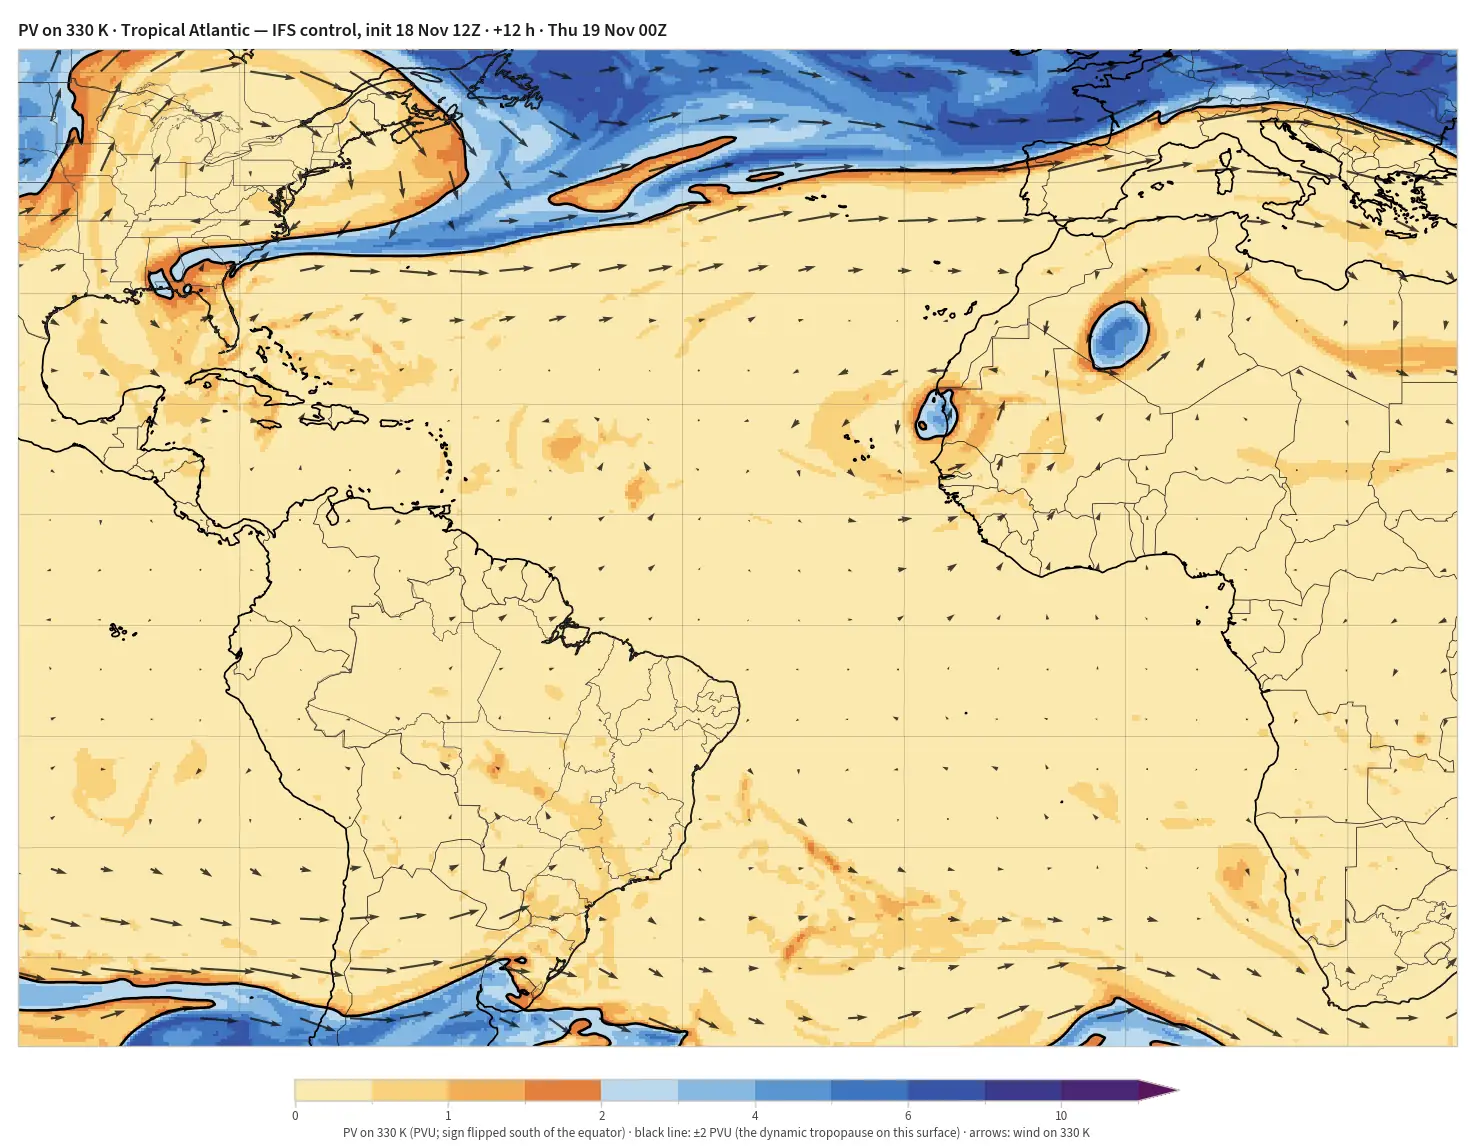 PV on 330 K · Tropical Atlantic — IFS control, init 18 Nov 12Z · +12 h · Thu 19 Nov 00Z
0 1 2 4 6 10
PV on 330 K (PVU; sign flipped south of the equator) · black line: ±2 PVU (the dynamic tropopause on this surface) · arrows: wind on 330 K